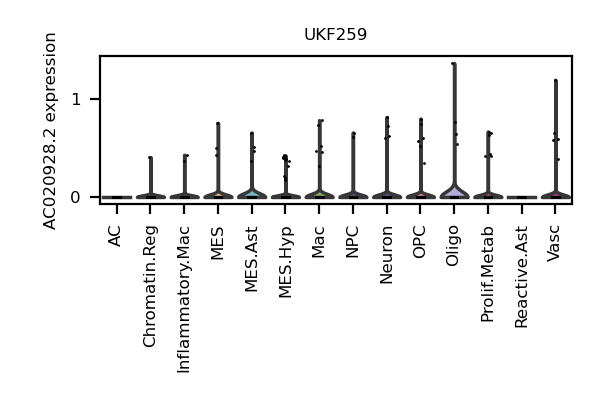 UKF259
AC020928.2 expression
1
0
AC
Chromatin.Reg
Inflammatory.Mac
MES
MES.Ast
MES.Hyp
Mac
NPC
Neuron
OPC
Oligo
Prolif.Metab
Reactive.Ast
Vasc